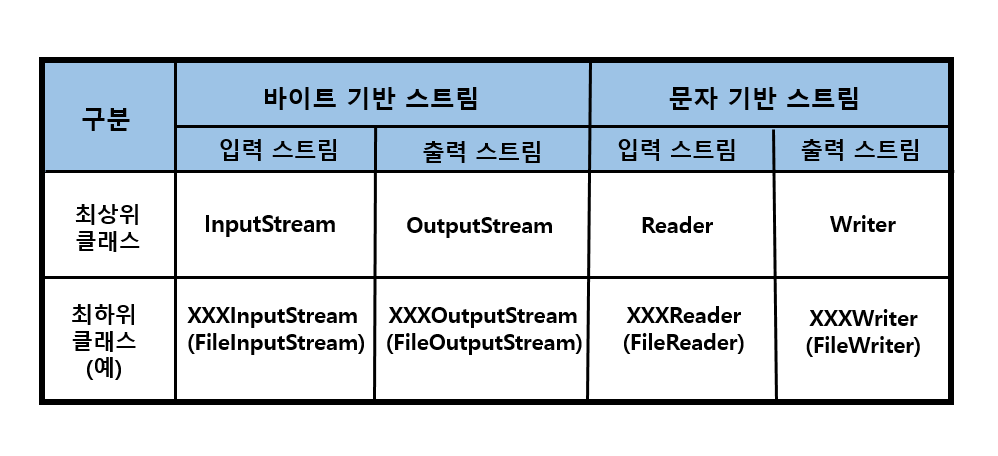 구분
바이트 기반 스트림
문자 기반 스트림
입력 스트림
출력 스트림
입력 스트림
출력 스트림
최상위
클래스
InputStream
OutputStream
Reader
Writer
최하위
클래스
(예)
XXXInputStream
(FileInputStream)
XXXOutputStream
(FileOutputStream)
XXXReader
(FileReader)
XXXWriter
(FileWriter)